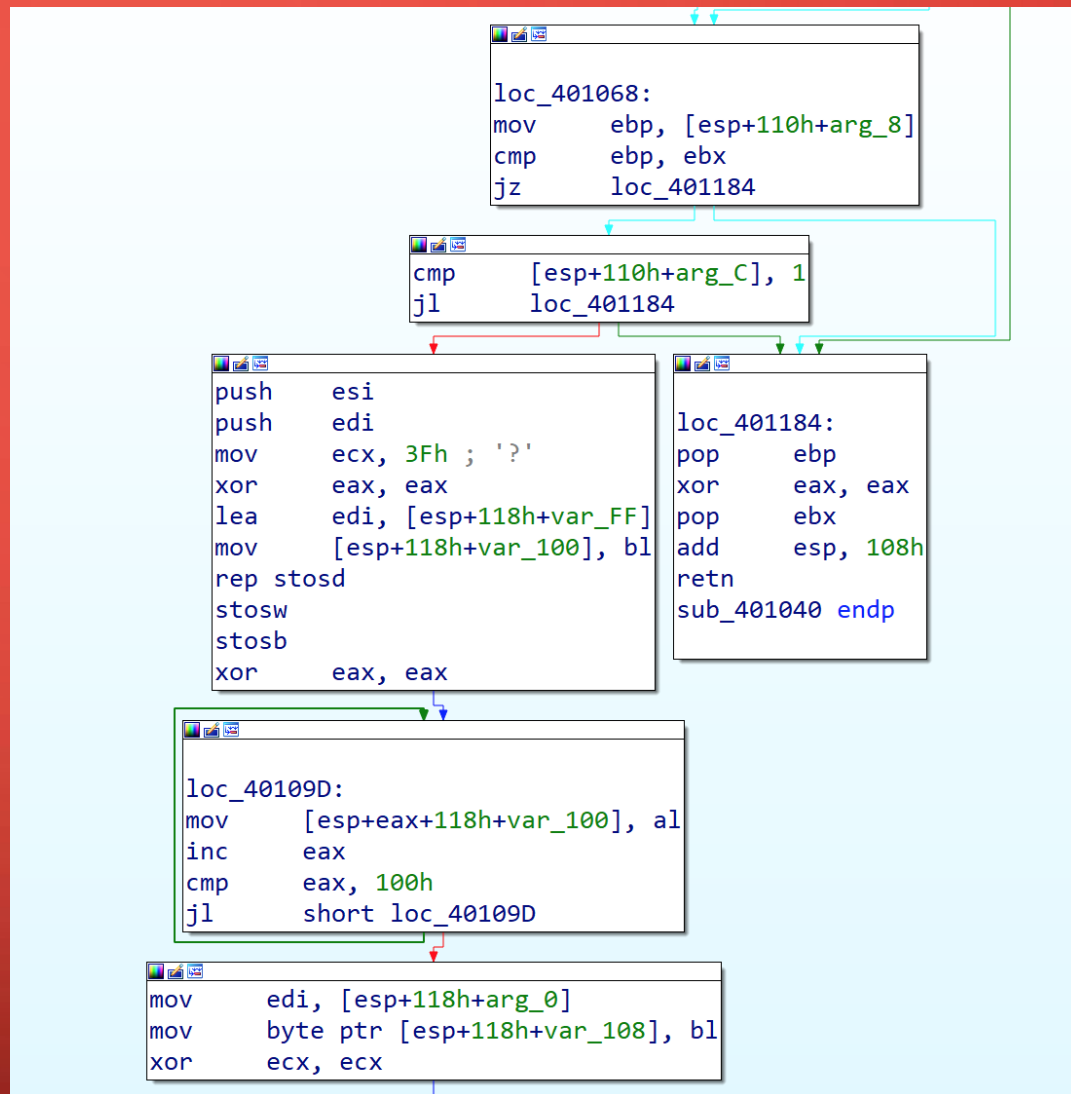 loc_401068:
mov ebp, [esp+110h+arg_8]
cmp ebp, ebx
jz loc_401184
cmp [esp+110h+arg_C], 1
jl loc_401184
push esi
push edi
mov ecx, 3Fh ; '?'
xor eax, eax
lea edi, [esp+118h+var_FF]
mov [esp+118h+var_100], bl
rep stosd
stosw
stosb
xor eax, eax
loc_401184:
pop ebp
xor eax, eax
pop ebx
add esp, 108h
retn
sub_401040 endp
loc_40109D:
mov [esp+eax+118h+var_100], al
inc eax
cmp eax, 100h
jl short loc_40109D
mov edi, [esp+118h+arg_0]
mov byte ptr [esp+118h+var_108], bl
xor ecx, ecx